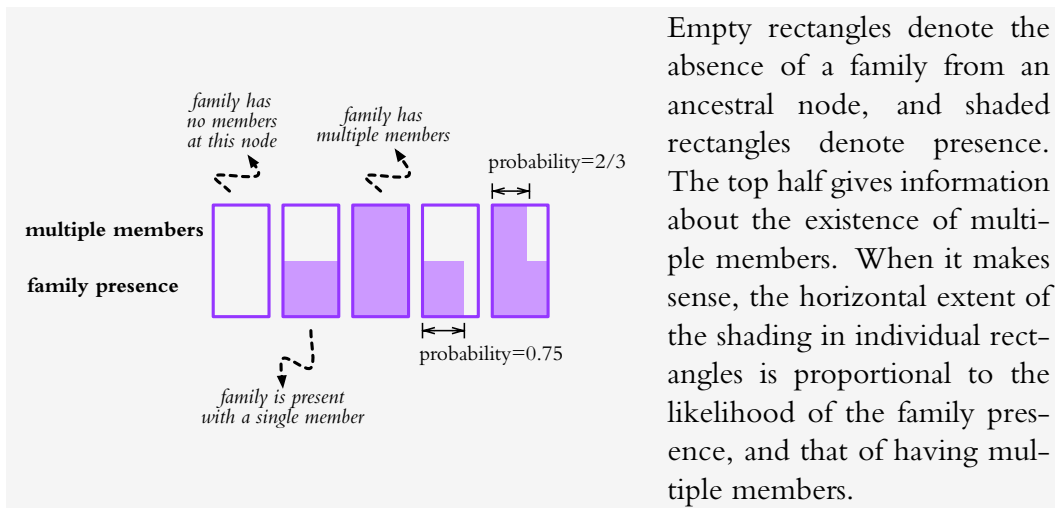 family has
no members
at this node
family has
multiple members
probability=2/3
multiple members
family presence
probability=0.75
family is present
with a single member
Empty rectangles denote the
absence of a family from an
ancestral node, and shaded
rectangles denote presence.
The top half gives information
about the existence of multi-
ple members. When it makes
sense, the horizontal extent of
the shading in individual rect-
angles is proportional to the
likelihood of the family pres-
ence, and that of having mul-
tiple members.